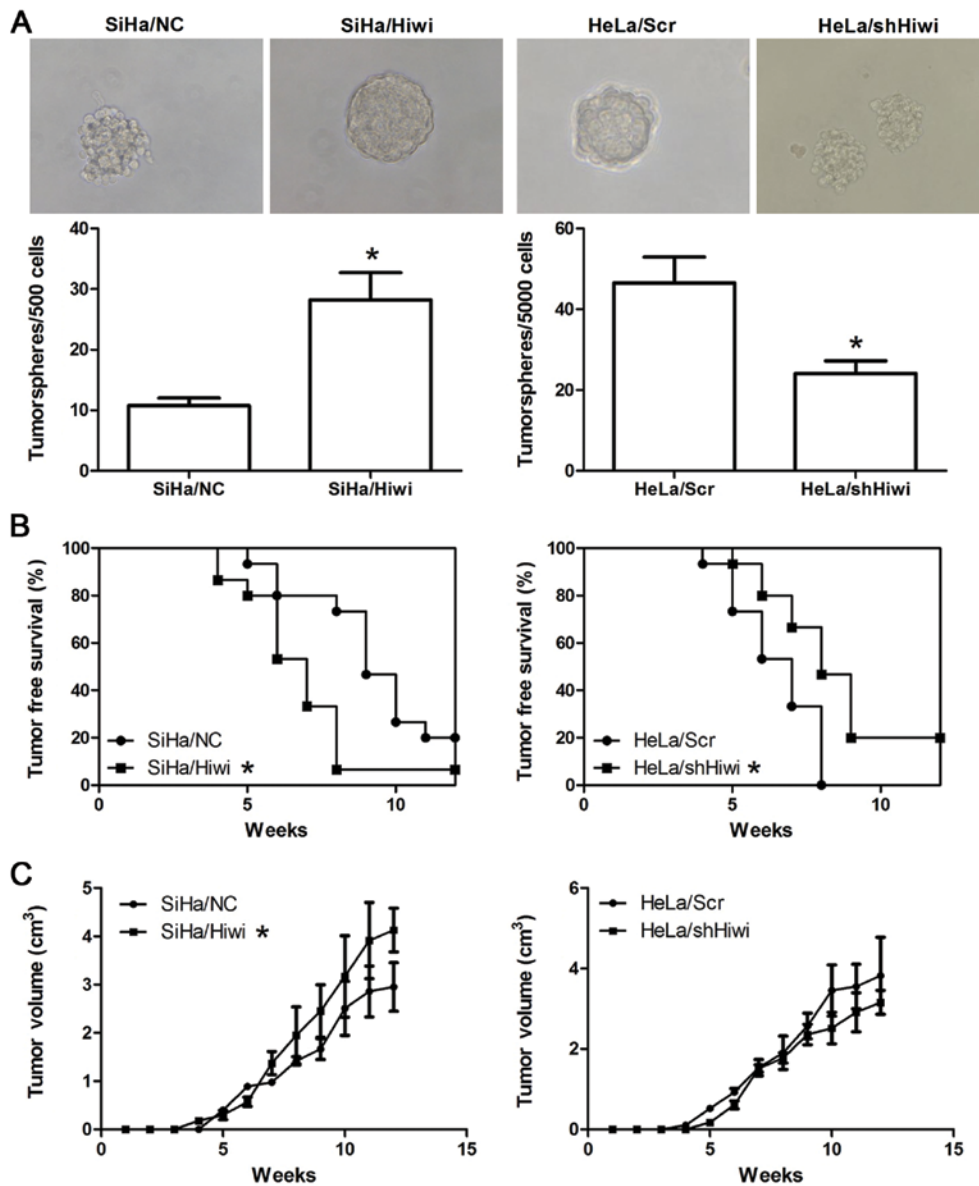 A
SiHa/NC
SiHa/Hiwi
HeLa/Scr
HeLa/shHiwi
Tumorspheres/500 cells
40
30
20
10
0
SiHa/NC
SiHa/Hiwi
*
Tumorspheres/5000 cells
60
40
20
0
HeLa/Scr
HeLa/shHiwi
*
B
Tumor free survival (%)
100
80
60
40
20
0
SiHa/NC
SiHa/Hiwi *
0 5 10
Weeks
Tumor free survival (%)
100
80
60
40
20
0
HeLa/Scr
HeLa/shHiwi *
0 5 10
Weeks
C
Tumor volume (cm³)
5
4
3
2
1
0
SiHa/NC
SiHa/Hiwi *
0 5 10 15
Weeks
Tumor volume (cm³)
6
4
2
0
HeLa/Scr
HeLa/shHiwi
0 5 10 15
Weeks